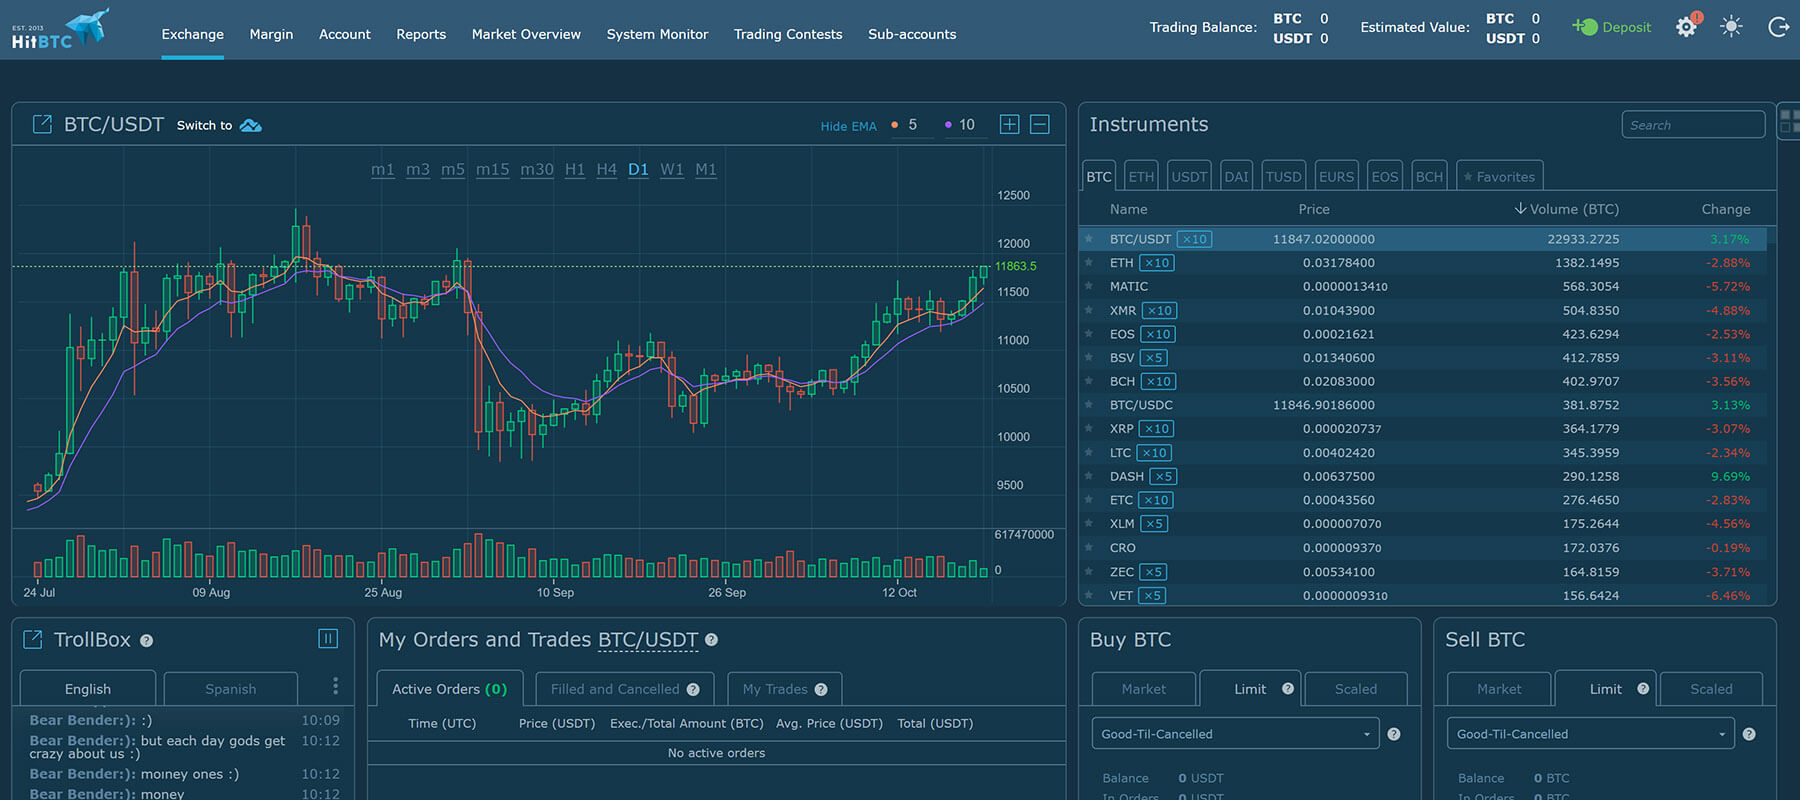 EST. 2013
HitBTC
Exchange Margin Account Reports Market Overview System Monitor Trading Contests Sub-accounts
Trading Balance: BTC 0 USDT 0
Estimated Value: BTC 0 USDT 0
Deposit
!
BTC/USDT Switch to
Hide EMA 5 10
m1 m3 m5 m15 m30 H1 H4 D1 W1 M1
12500
12000
11863.5
11500
11000
10500
10000
9500
617470000
0
24 Jul 09 Aug 25 Aug 10 Sep 26 Sep 12 Oct
Instruments
Search
BTC ETH USDT DAI TUSD EURS EOS BCH Favorites
Name Price Volume (BTC) Change
BTC/USDT ×10 11847.02000000 22933.2725 3.17%
ETH ×10 0.03178400 1382.1495 -2.88%
MATIC 0.0000013410 568.3054 -5.72%
XMR ×10 0.01043900 504.8350 -4.88%
EOS ×10 0.00021621 423.6294 -2.53%
BSV ×5 0.01340600 412.7859 -3.11%
BCH ×10 0.02083000 402.9707 -3.56%
BTC/USDC 11846.90186000 381.8752 3.13%
XRP ×10 0.000020737 364.1779 -3.07%
LTC ×10 0.00402420 345.3959 -2.34%
DASH ×5 0.00637500 290.1258 9.69%
ETC ×10 0.00043560 276.4650 -2.83%
XLM ×5 0.000007070 175.2644 -4.56%
CRO 0.000009370 172.0376 -0.19%
ZEC ×5 0.00534100 164.8159 -3.71%
VET ×5 0.0000009310 156.6424 -6.46%
TrollBox ?
English Spanish
Bear Bender:): :) 10:09
Bear Bender:): but each day gods get 10:12
crazy about us :)
Bear Bender:): moıney ones :) 10:12
Bear Bender:): money 10:12
My Orders and Trades BTC/USDT ?
Active Orders (0) Filled and Cancelled ? My Trades ?
Time (UTC) Price (USDT) Exec./Total Amount (BTC) Avg. Price (USDT) Total (USDT)
No active orders
Buy BTC
Market Limit ? Scaled
Good-Til-Cancelled ?
Balance 0 USDT
In Orders 0 USDT
Sell BTC
Market Limit ? Scaled
Good-Til-Cancelled ?
Balance 0 BTC
In Orders 0 BTC